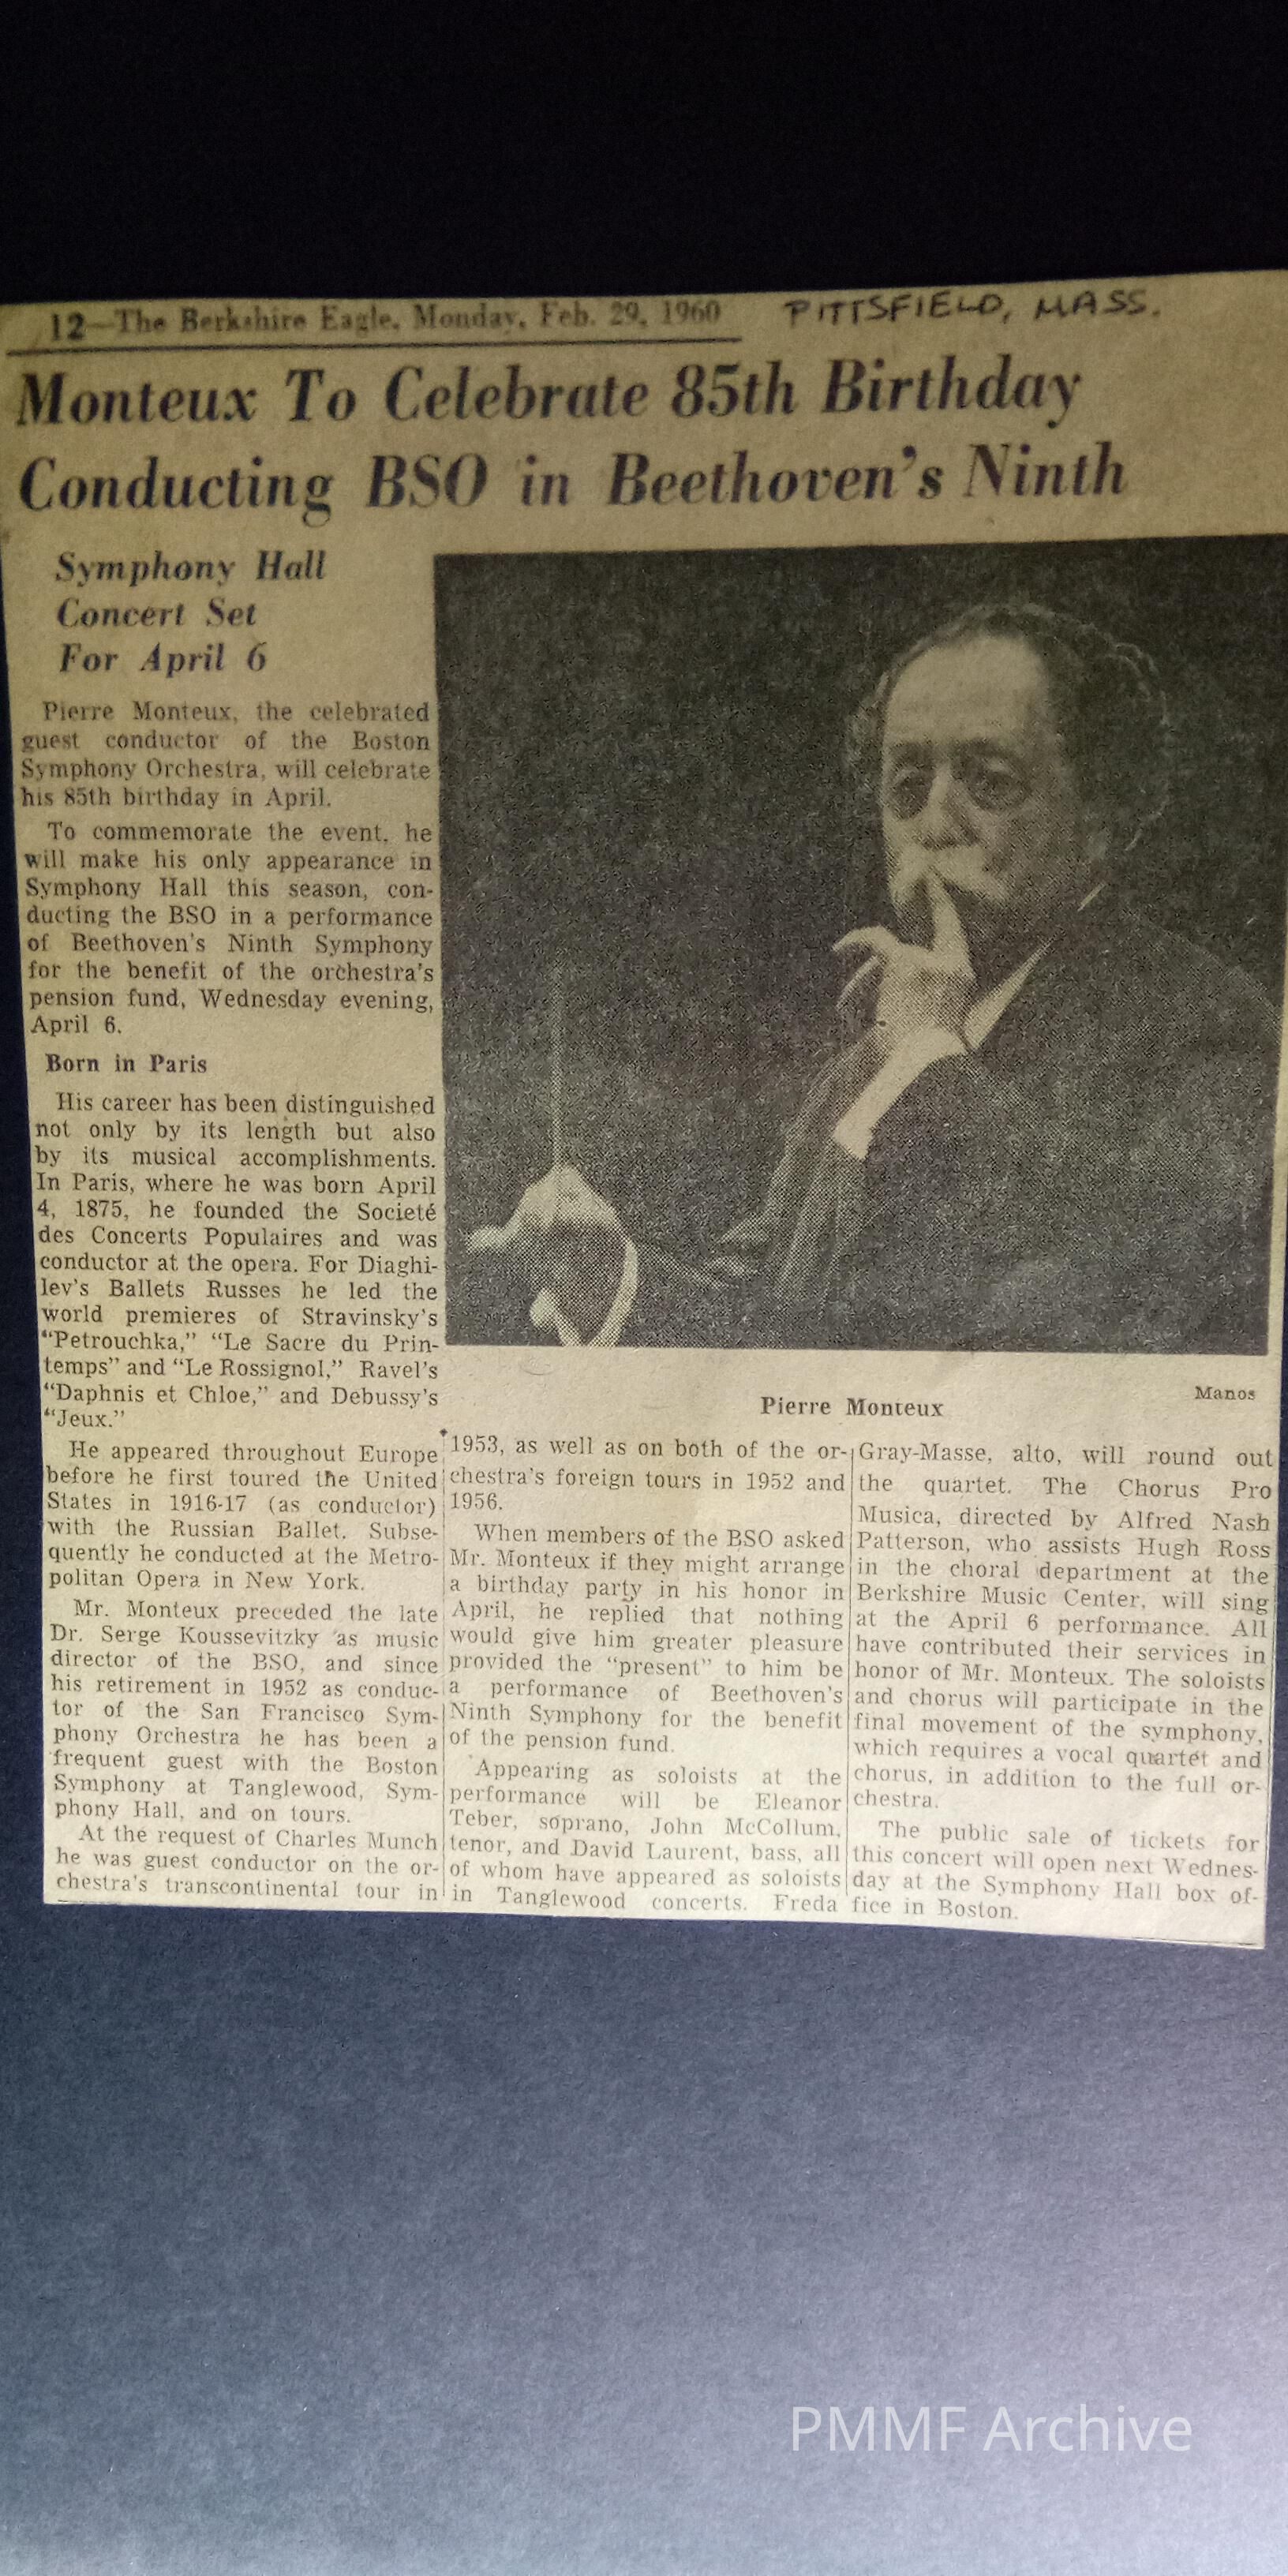 12—The Berkshire Eagle, Monday, Feb. 29, 1960
PITTSFIELD, MASS.
Monteux To Celebrate 85th Birthday
Conducting BSO in Beethoven's Ninth
Symphony Hall
Concert Set
For April 6
Pierre Monteux, the celebrated
guest conductor of the Boston
Symphony Orchestra, will celebrate
his 85th birthday in April.
To commemorate the event, he
will make his only appearance in
Symphony Hall this season, con-
ducting the BSO in a performance
of Beethoven's Ninth Symphony
for the benefit of the orchestra's
pension fund, Wednesday evening,
April 6.
Born in Paris
His career has been distinguished
not only by its length but also
by its musical accomplishments.
In Paris, where he was born April
4, 1875, he founded the Societé
des Concerts Populaires and was
conductor at the opera. For Diaghi-
lev's Ballets Russes he led the
world premieres of Stravinsky's
"Petrouchka," "Le Sacre du Prin-
temps" and "Le Rossignol," Ravel's
"Daphnis et Chloe," and Debussy's
"Jeux."
He appeared throughout Europe
before he first toured the United
States in 1916-17 (as conductor)
with the Russian Ballet. Subse-
quently he conducted at the Metro-
politan Opera in New York.
Mr. Monteux preceded the late
Dr. Serge Koussevitzky as music
director of the BSO, and since
his retirement in 1952 as conduc-
tor of the San Francisco Sym-
phony Orchestra he has been a
frequent guest with the Boston
Symphony at Tanglewood, Sym-
phony Hall, and on tours.
At the request of Charles Munch
he was guest conductor on the or-
chestra's transcontinental tour in
Manos
Pierre Monteux
1953, as well as on both of the or-
chestra's foreign tours in 1952 and
1956.
When members of the BSO asked
Mr. Monteux if they might arrange
a birthday party in his honor in
April, he replied that nothing
would give him greater pleasure
provided the "present" to him be
a performance of Beethoven's
Ninth Symphony for the benefit
of the pension fund.
Appearing as soloists at the
performance will be Eleanor
Teber, soprano, John McCollum,
tenor, and David Laurent, bass, all
of whom have appeared as soloists
in Tanglewood concerts. Freda
Gray-Masse, alto, will round out
the quartet. The Chorus Pro
Musica, directed by Alfred Nash
Patterson, who assists Hugh Ross
in the choral department at the
Berkshire Music Center, will sing
at the April 6 performance. All
have contributed their services in
honor of Mr. Monteux. The soloists
and chorus will participate in the
final movement of the symphony,
which requires a vocal quartet and
chorus, in addition to the full or-
chestra.
The public sale of tickets for
this concert will open next Wednes-
day at the Symphony Hall box of-
fice in Boston.
PMMF Archive